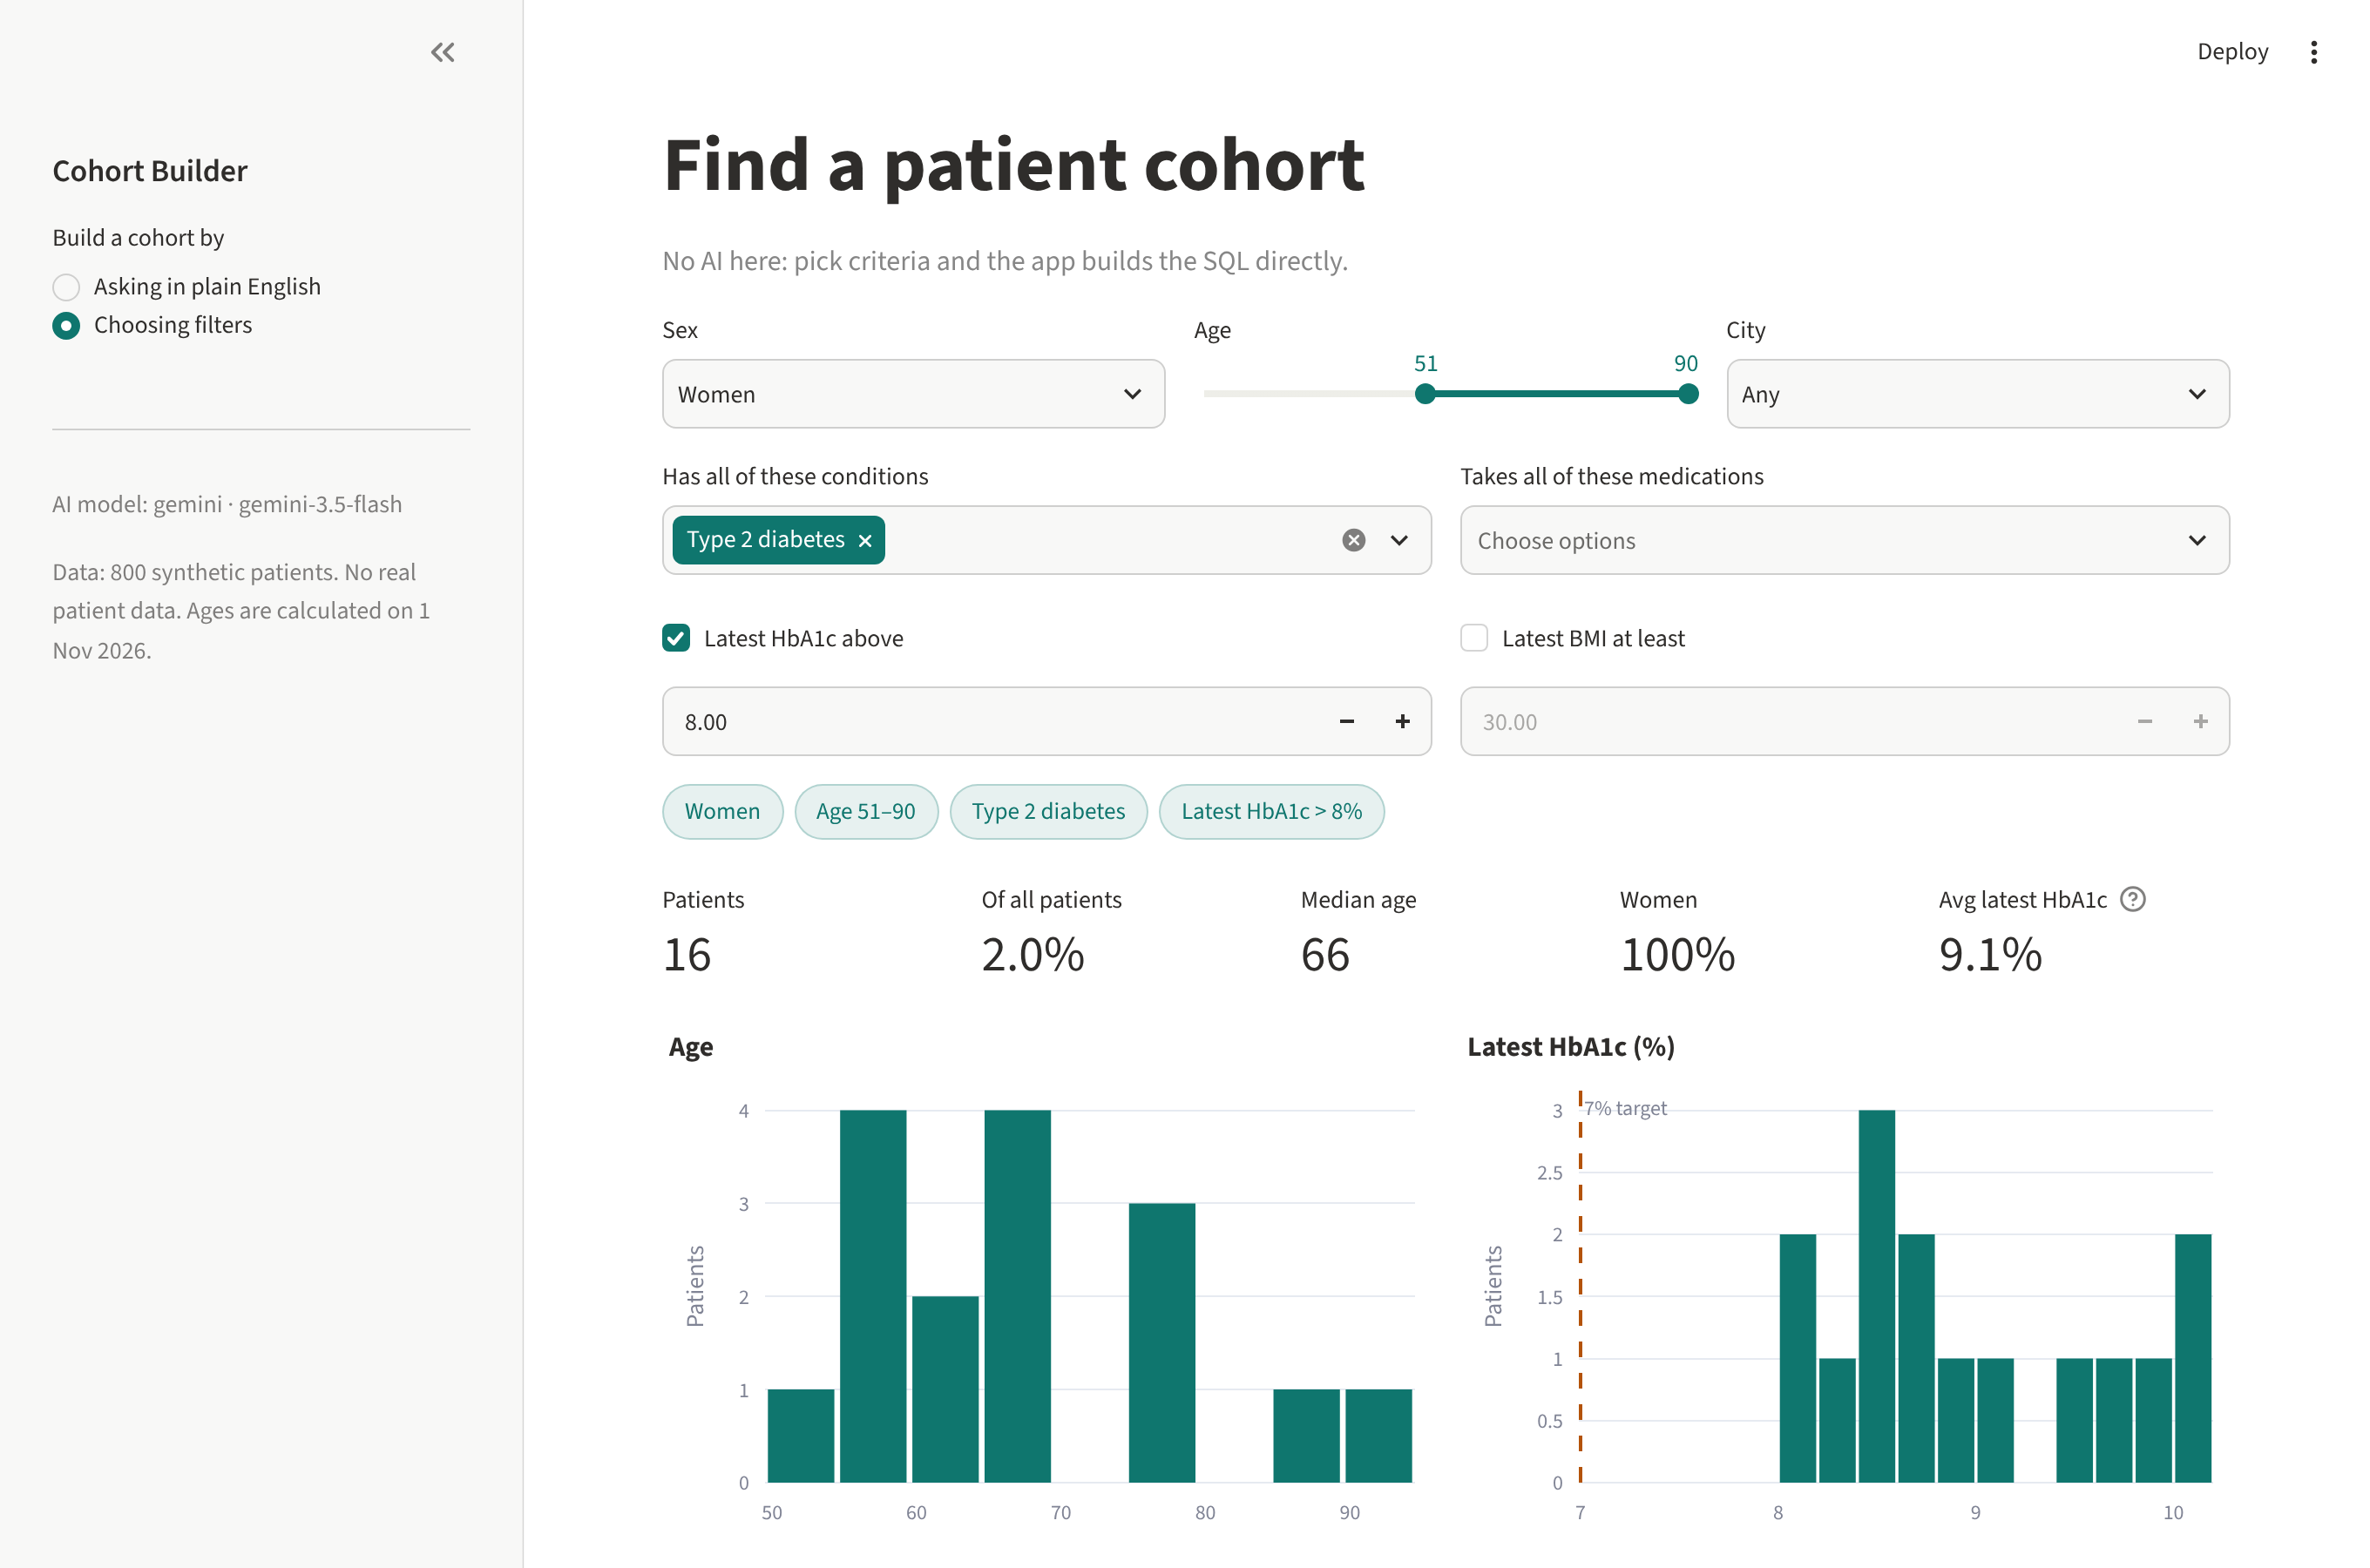 Deploy
Cohort Builder
Build a cohort by
Asking in plain English
Choosing filters
AI model: gemini · gemini-3.5-flash
Data: 800 synthetic patients. No real
patient data. Ages are calculated on 1
Nov 2026.
Find a patient cohort
No AI here: pick criteria and the app builds the SQL directly.
Sex Age City
51 90
Women Any
Has all of these conditions Takes all of these medications
Type 2 diabetes Choose options
Latest HbA1c above Latest BMI at least
8.00 30.00
Women Age 51–90 Type 2 diabetes Latest HbA1c > 8%
Patients Of all patients Median age Women Avg latest HbA1c
16 2.0% 66 100% 9.1%
Age
4
3
2
1
0
Patients
50 60 70 80 90
Latest HbA1c (%)
7% target
3
2.5
2
1.5
1
0.5
0
Patients
7 8 9 10